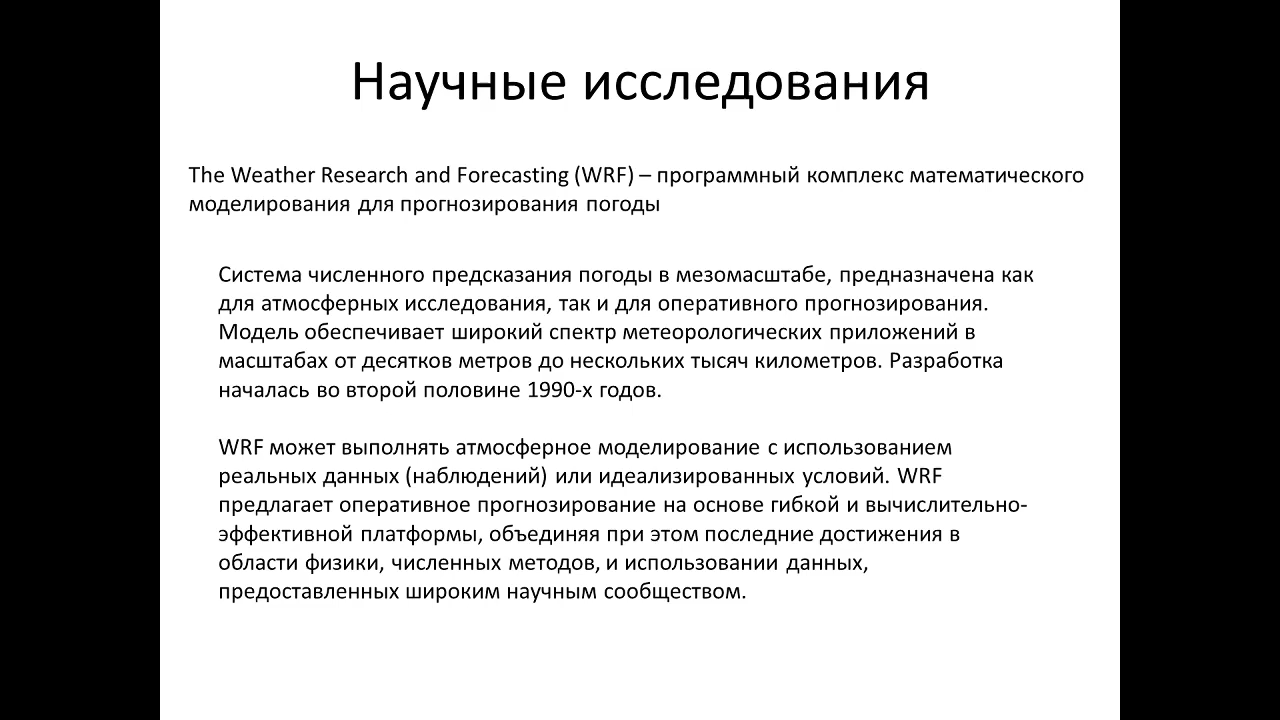 Научные исследования
The Weather Research and Forecasting (WRF) – программный комплекс математического
моделирования для прогнозирования погоды
Система численного предсказания погоды в мезомасштабе, предназначена как
для атмосферных исследования, так и для оперативного прогнозирования.
Модель обеспечивает широкий спектр метеорологических приложений в
масштабах от десятков метров до нескольких тысяч километров. Разработка
началась во второй половине 1990-х годов.
WRF может выполнять атмосферное моделирование с использованием
реальных данных (наблюдений) или идеализированных условий. WRF
предлагает оперативное прогнозирование на основе гибкой и вычислительно-
эффективной платформы, объединяя при этом последние достижения в
области физики, численных методов, и использовании данных,
предоставленных широким научным сообществом.